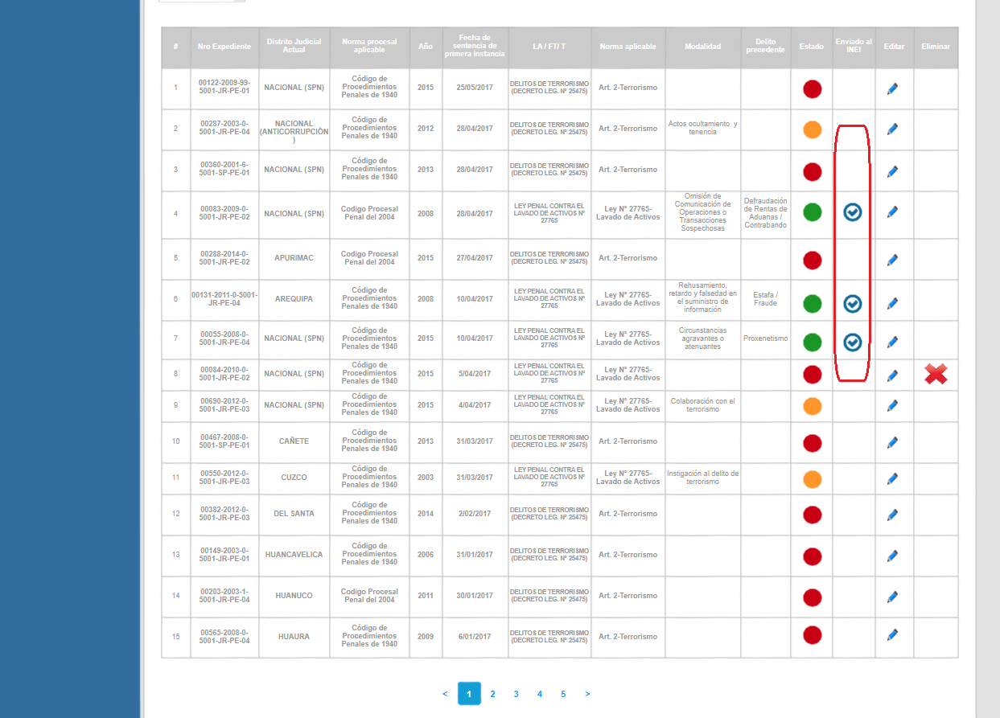 # Nro Expediente Distrito Judicial Actual Norma procesal aplicable Año Fecha de sentencia de primera instancia LA / FT/ T Norma aplicable Modalidad Delito precedente Estado Enviado al INEI Editar Eliminar
1 00122-2009-99-5001-JR-PE-01 NACIONAL (SPN) Código de Procedimientos Penales de 1940 2015 25/05/2017 DELITOS DE TERRORISMO (DECRETO LEG. Nº 25475) Art. 2-Terrorismo
2 00287-2003-0-5001-JR-PE-04 NACIONAL (ANTICORRUPCIÓN) Código de Procedimientos Penales de 1940 2012 28/04/2017 DELITOS DE TERRORISMO (DECRETO LEG. Nº 25475) Art. 2-Terrorismo Actos ocultamiento y tenencia
3 00360-2001-6-5001-SP-PE-01 NACIONAL (SPN) Código de Procedimientos Penales de 1940 2013 28/04/2017 DELITOS DE TERRORISMO (DECRETO LEG. Nº 25475) Art. 2-Terrorismo
4 00083-2009-0-5001-JR-PE-02 NACIONAL (SPN) Codigo Procesal Penal del 2004 2008 28/04/2017 LEY PENAL CONTRA EL LAVADO DE ACTIVOS Nº 27765 Ley N° 27765-Lavado de Activos Omisión de Comunicación de Operaciones o Transacciones Sospechosas Defraudación de Rentas de Aduanas / Contrabando
5 00288-2014-0-5001-JR-PE-02 APURIMAC Codigo Procesal Penal del 2004 2015 27/04/2017 DELITOS DE TERRORISMO (DECRETO LEG. Nº 25475) Art. 2-Terrorismo
6 00131-2011-0-5001-JR-PE-04 AREQUIPA Código de Procedimientos Penales de 1940 2008 10/04/2017 LEY PENAL CONTRA EL LAVADO DE ACTIVOS Nº 27765 Ley N° 27765-Lavado de Activos Rehusamiento, retardo y falsedad en el suministro de información Estafa / Fraude
7 00055-2008-0-5001-JR-PE-04 NACIONAL (SPN) Código de Procedimientos Penales de 1940 2015 10/04/2017 LEY PENAL CONTRA EL LAVADO DE ACTIVOS Nº 27765 Ley N° 27765-Lavado de Activos Circunstancias agravantes o atenuantes Proxenetismo
8 00084-2010-0-5001-JR-PE-02 NACIONAL (SPN) Código de Procedimientos Penales de 1940 2015 5/04/2017 LEY PENAL CONTRA EL LAVADO DE ACTIVOS Nº 27765 Ley N° 27765-Lavado de Activos
9 00690-2012-0-5001-JR-PE-03 NACIONAL (SPN) Código de Procedimientos Penales de 1940 2015 4/04/2017 LEY PENAL CONTRA EL LAVADO DE ACTIVOS Nº 27765 Ley N° 27765-Lavado de Activos Colaboración con el terrorismo
10 00467-2008-0-5001-SP-PE-01 CAÑETE Código de Procedimientos Penales de 1940 2013 31/03/2017 DELITOS DE TERRORISMO (DECRETO LEG. Nº 25475) Art. 2-Terrorismo
11 00550-2012-0-5001-JR-PE-03 CUZCO Código de Procedimientos Penales de 1940 2003 31/03/2017 LEY PENAL CONTRA EL LAVADO DE ACTIVOS Nº 27765 Ley N° 27765-Lavado de Activos Instigación al delito de terrorismo
12 00382-2012-0-5001-JR-PE-03 DEL SANTA Código de Procedimientos Penales de 1940 2014 2/02/2017 DELITOS DE TERRORISMO (DECRETO LEG. Nº 25475) Art. 2-Terrorismo
13 00149-2003-0-5001-JR-PE-01 HUANCAVELICA Código de Procedimientos Penales de 1940 2006 31/01/2017 DELITOS DE TERRORISMO (DECRETO LEG. Nº 25475) Art. 2-Terrorismo
14 00203-2003-1-5001-JR-PE-04 HUANUCO Codigo Procesal Penal del 2004 2011 30/01/2017 DELITOS DE TERRORISMO (DECRETO LEG. Nº 25475) Art. 2-Terrorismo
15 00565-2008-0-5001-JR-PE-04 HUAURA Código de Procedimientos Penales de 1940 2009 6/01/2017 DELITOS DE TERRORISMO (DECRETO LEG. Nº 25475) Art. 2-Terrorismo
< 1 2 3 4 5 >